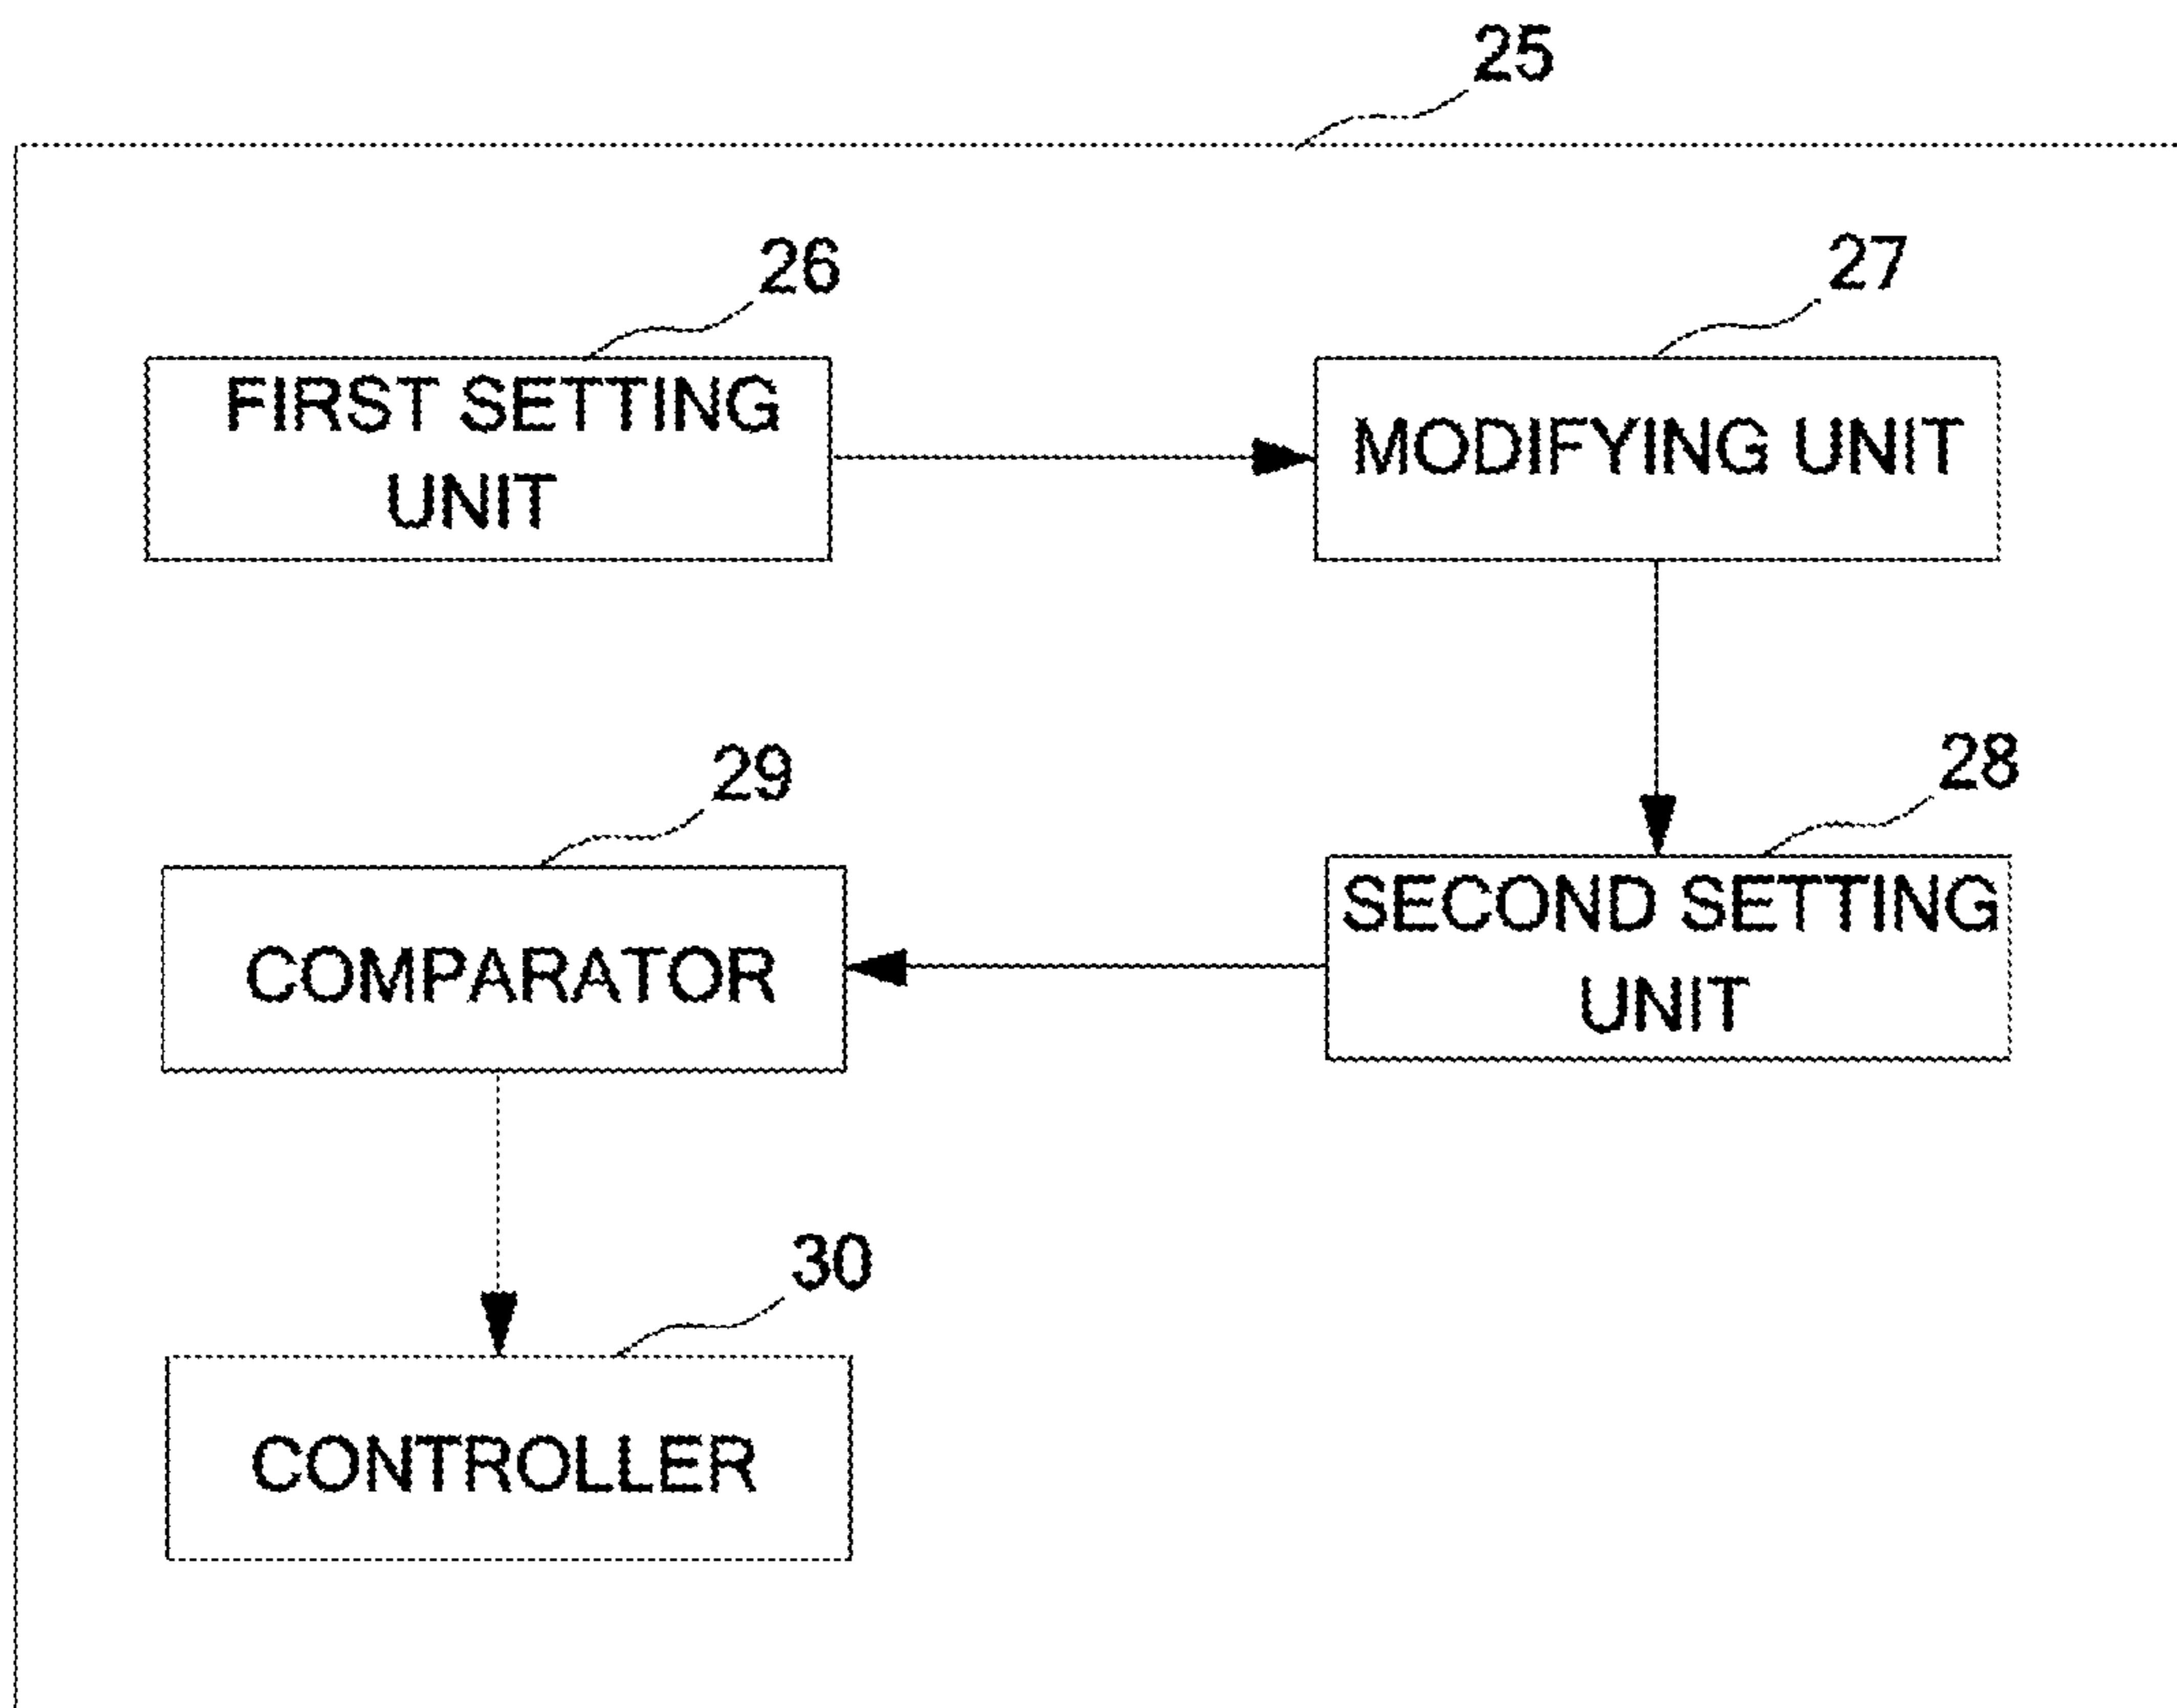 25
26
27
FIRST SETTING
UNIT
MODIFYING UNIT
29
28
COMPARATOR
SECOND SETTING
UNIT
30
CONTROLLER